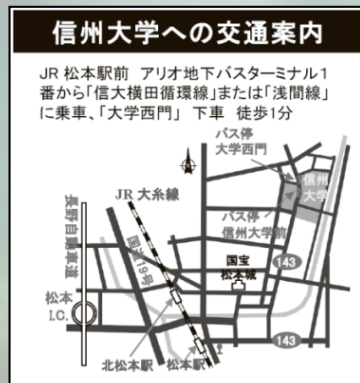 信州大学への交通案内
JR 松本駅前　アリオ地下バスターミナル1
番から「信大横田循環線」または「浅間線」
に乗車、「大学西門」 下車 徒歩1分
バス停
大学西門
信州
大学
JR 大糸線
バス停
信州大学前
長野自動車道
国道19号
国宝
松本城
143
松本
I.C.
143
北松本駅
松本駅